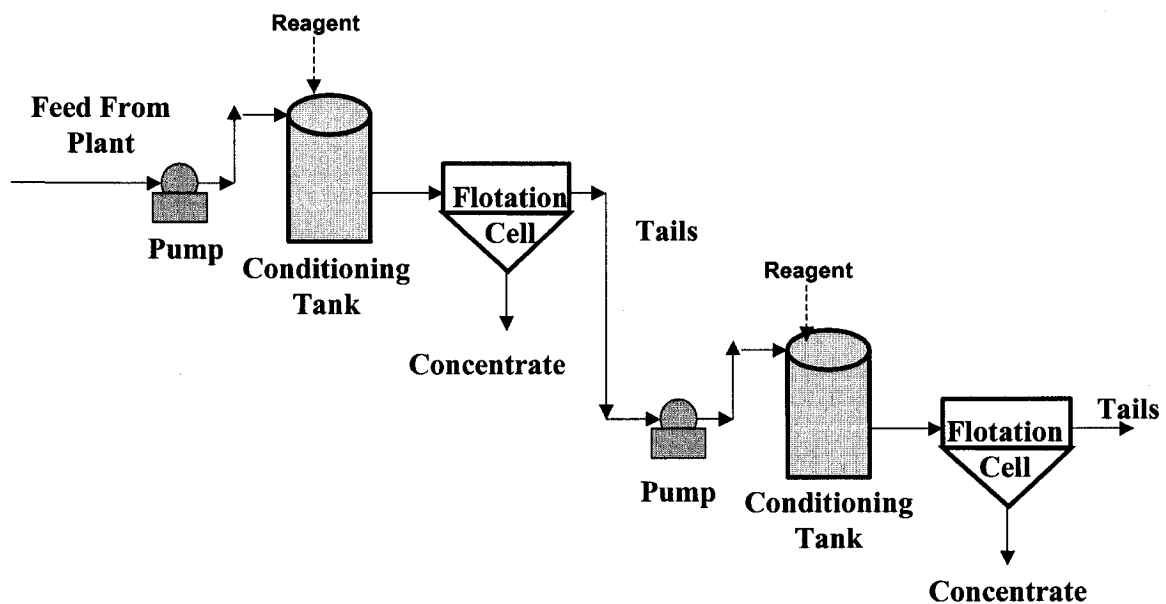 Reagent
Feed From
Plant
Pump
Conditioning
Tank
Flotation
Cell
Concentrate
Tails
Reagent
Pump
Conditioning
Tank
Flotation
Cell
Tails
Concentrate